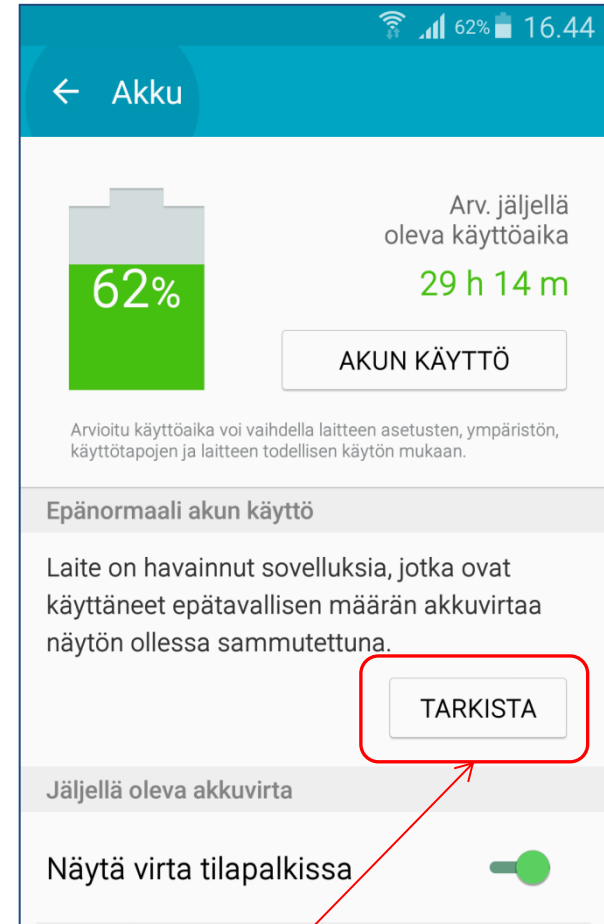 62% 16.44
← Akku
Arv. jäljellä
oleva käyttöaika
62%
29 h 14 m
AKUN KÄYTTÖ
Arvioitu käyttöaika voi vaihdella laitteen asetusten, ympäristön,
käyttötapojen ja laitteen todellisen käytön mukaan.
Epänormaali akun käyttö
Laite on havainnut sovelluksia, jotka ovat
käyttäneet epätavallisen määrän akkuvirtaa
näytön ollessa sammutettuna.
TARKISTA
Jäljellä oleva akkuvirta
Näytä virta tilapalkissa